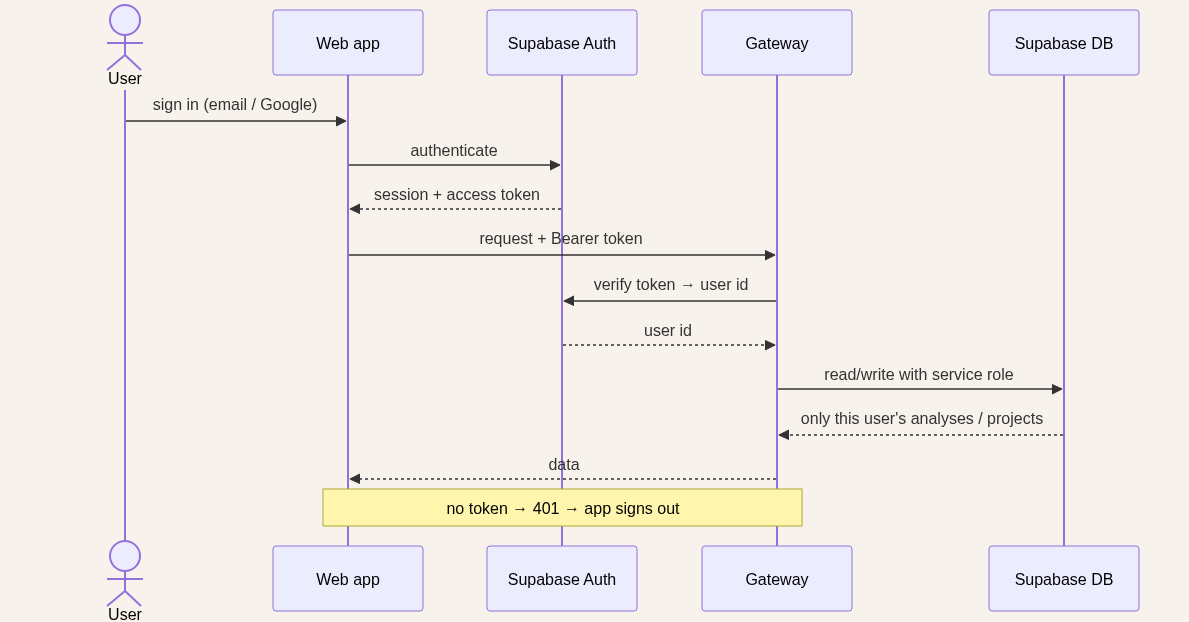 User
Web app
Supabase Auth
Gateway
Supabase DB
sign in (email / Google)
authenticate
session + access token
request + Bearer token
verify token → user id
user id
read/write with service role
only this user's analyses / projects
data
no token → 401 → app signs out
User
Web app
Supabase Auth
Gateway
Supabase DB